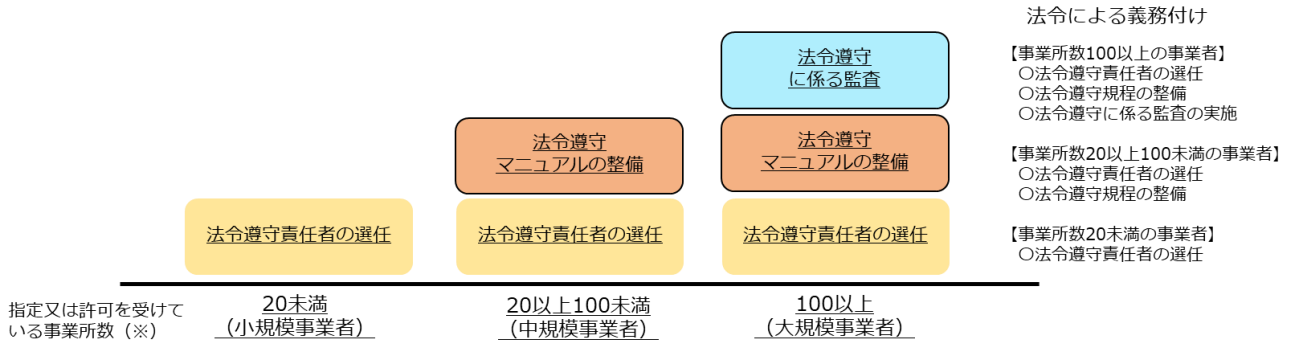 法令による義務付け
法令遵守
に係る監査
法令遵守
マニュアルの整備
法令遵守
マニュアルの整備
法令遵守責任者の選任
法令遵守責任者の選任
法令遵守責任者の選任
【事業所数100以上の事業者】
〇法令遵守責任者の選任
〇法令遵守規程の整備
〇法令遵守に係る監査の実施
【事業所数20以上100未満の事業者】
〇法令遵守責任者の選任
〇法令遵守規程の整備
【事業所数20未満の事業者】
〇法令遵守責任者の選任
指定又は許可を受けて
いる事業所数（※）
20未満
（小規模事業者）
20以上100未満
（中規模事業者）
100以上
（大規模事業者）